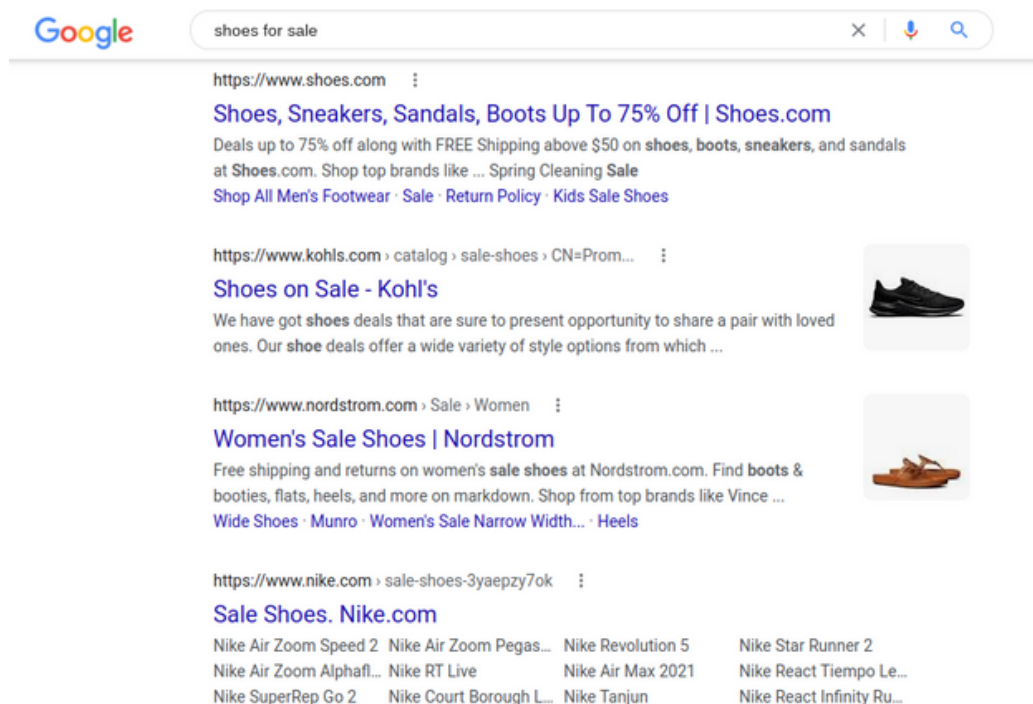 Google
shoes for sale
https://www.shoes.com
Shoes, Sneakers, Sandals, Boots Up To 75% Off | Shoes.com
Deals up to 75% off along with FREE Shipping above $50 on shoes, boots, sneakers, and sandals
at Shoes.com. Shop top brands like ... Spring Cleaning Sale
Shop All Men's Footwear · Sale · Return Policy · Kids Sale Shoes
https://www.kohls.com › catalog › sale-shoes › CN=Prom...
Shoes on Sale - Kohl's
We have got shoes deals that are sure to present opportunity to share a pair with loved
ones. Our shoe deals offer a wide variety of style options from which ...
https://www.nordstrom.com › Sale › Women
Women's Sale Shoes | Nordstrom
Free shipping and returns on women's sale shoes at Nordstrom.com. Find boots &
booties, flats, heels, and more on markdown. Shop from top brands like Vince ...
Wide Shoes · Munro · Women's Sale Narrow Width... · Heels
https://www.nike.com › sale-shoes-3yaepzy7ok
Sale Shoes. Nike.com
Nike Air Zoom Speed 2 Nike Air Zoom Pegas... Nike Revolution 5 Nike Star Runner 2
Nike Air Zoom Alphafl... Nike RT Live Nike Air Max 2021 Nike React Tiempo Le...
Nike SuperRep Go 2 Nike Court Borough L... Nike Tanjun Nike React Infinity Ru...